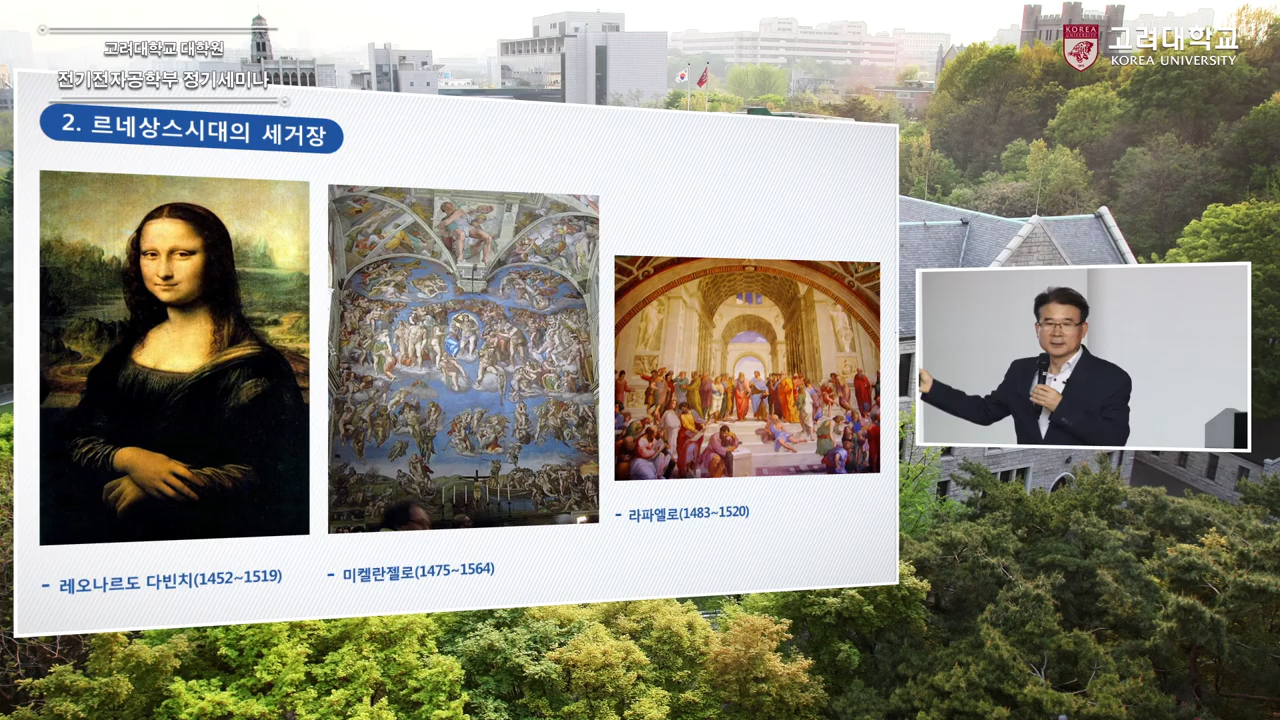 고려대학교 대학원
전기전자공학부 정기세미나
KOREA
고려대학교
KOREA UNIVERSITY
2. 르네상스시대의 세거장
- 라파엘로(1483~1520)
- 레오나르도 다빈치(1452~1519)
- 미켈란젤로(1475~1564)